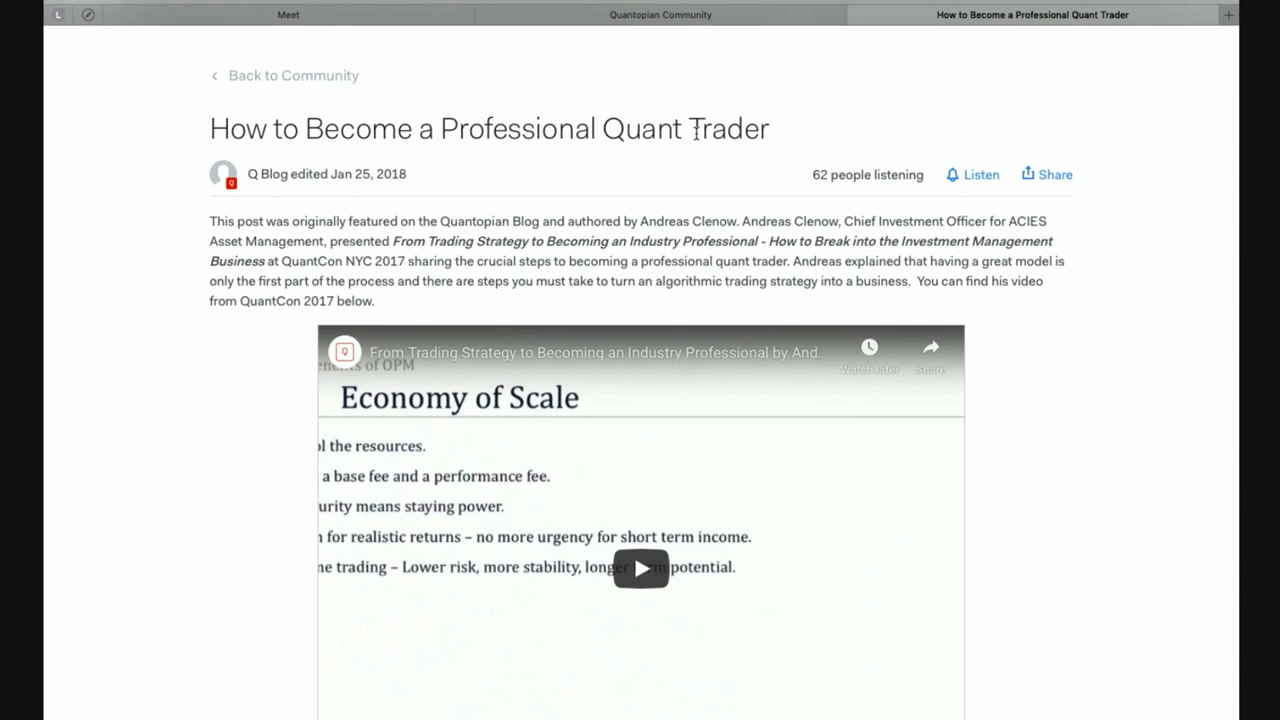 L
Meet
Quantopian Community
How to Become a Professional Quant Trader
+
Back to Community
How to Become a Professional Quant Trader
Q Blog edited Jan 25, 2018
62 people listening
Listen
Share
This post was originally featured on the Quantopian Blog and authored by Andreas Clenow. Andreas Clenow, Chief Investment Officer for ACIES
Asset Management, presented From Trading Strategy to Becoming an Industry Professional - How to Break into the Investment Management
Business at QuantCon NYC 2017 sharing the crucial steps to becoming a professional quant trader. Andreas explained that having a great model is
only the first part of the process and there are steps you must take to turn an algorithmic trading strategy into a business. You can find his video
from QuantCon 2017 below.
From Trading Strategy to Becoming an Industry Professional by And...
Watch later
Share
of OPM
Economy of Scale
the resources.
a base fee and a performance fee.
means staying power.
for realistic returns – no more urgency for short term income.
trading – Lower risk, more stability, potential.